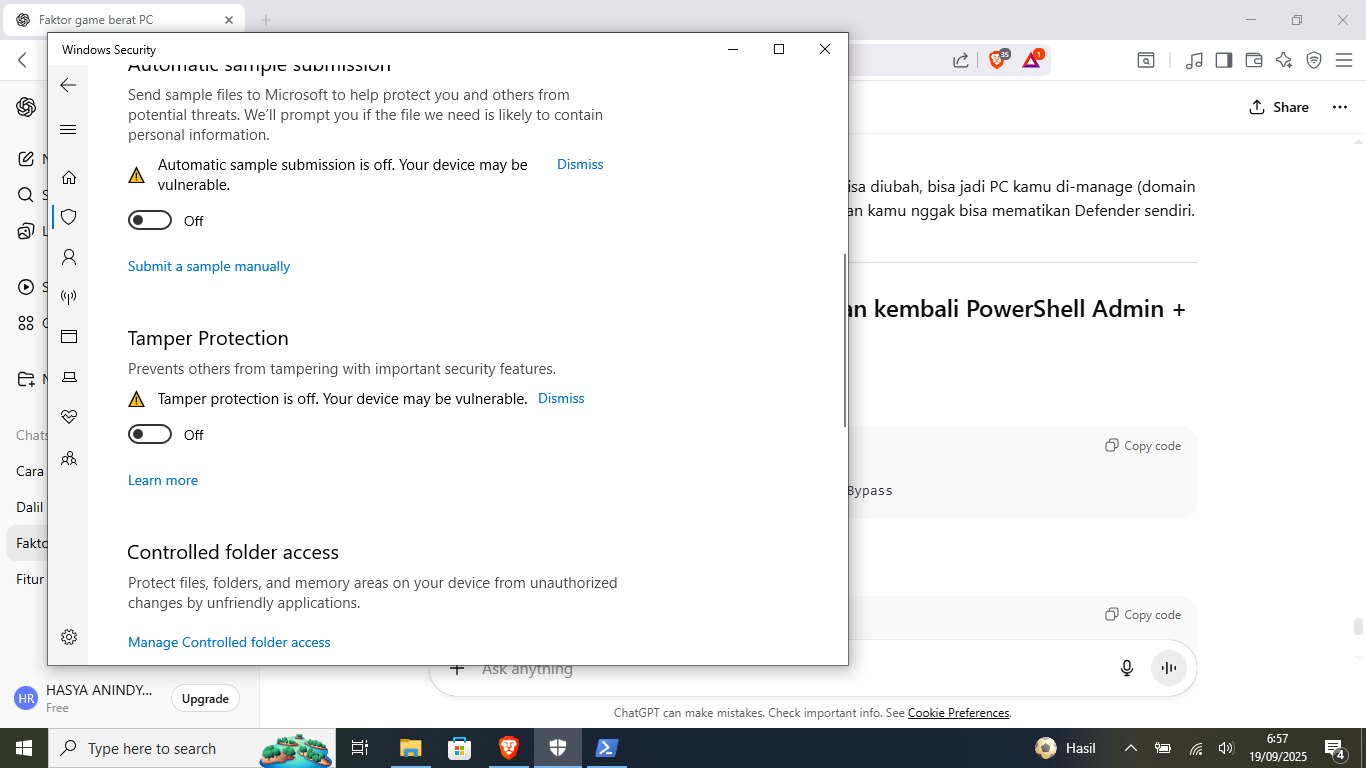 Faktor game berat PC
35
1
Windows Security
Automatic sample submission
Send sample files to Microsoft to help protect you and others from
potential threats. We'll prompt you if the file we need is likely to contain
personal information.
Automatic sample submission is off. Your device may be
vulnerable.
Dismiss
Off
Submit a sample manually
Tamper Protection
Prevents others from tampering with important security features.
Tamper protection is off. Your device may be vulnerable.
Dismiss
Off
Learn more
Controlled folder access
Protect files, folders, and memory areas on your device from unauthorized
changes by unfriendly applications.
Manage Controlled folder access
Share
isa diubah, bisa jadi PC kamu di-manage (domain
an kamu nggak bisa mematikan Defender sendiri.
an kembali PowerShell Admin +
Copy code
Bypass
Copy code
Ask anything
ChatGPT can make mistakes. Check important info. See Cookie Preferences.
N
S
L
S
G
N
Chats
Cara
Dalil
Fakto
Fitur
HR
HASYA ANINDY...
Free
Upgrade
Type here to search
Hasil
6:57
19/09/2025
4